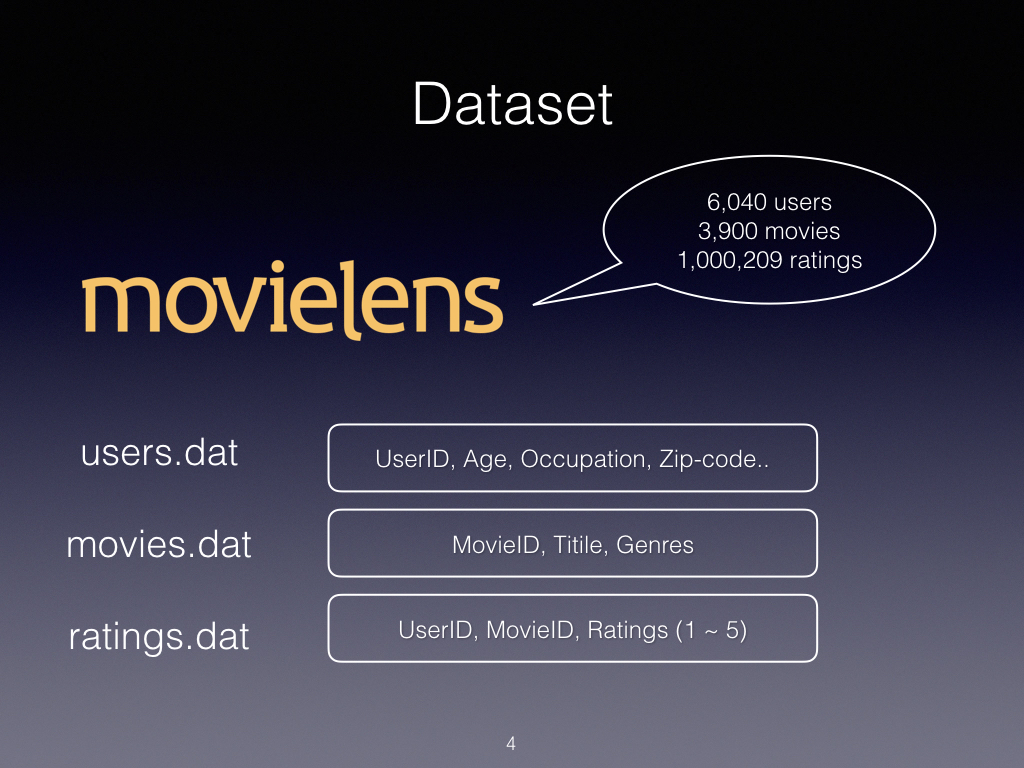 Dataset
6,040 users
3,900 movies
1,000,209 ratings
movielens
users.dat
UserID, Age, Occupation, Zip-code..
movies.dat
MovieID, Titile, Genres
ratings.dat
UserID, MovieID, Ratings (1 ~ 5)
4